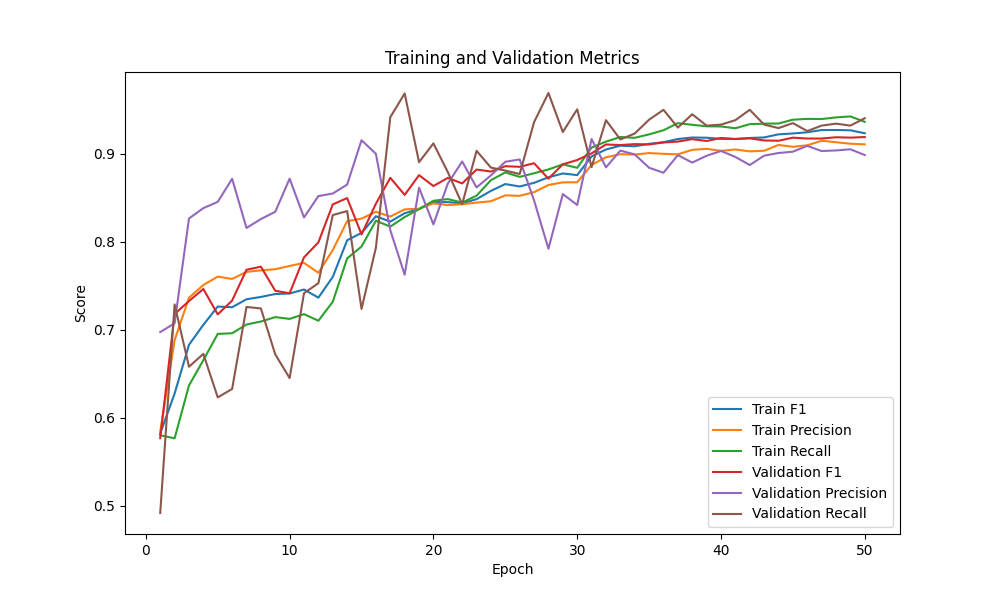 Training and Validation Metrics
Score
0.9
0.8
0.7
0.6
0.5
Train F1
Train Precision
Train Recall
Validation F1
Validation Precision
Validation Recall
0 10 20 30 40 50
Epoch